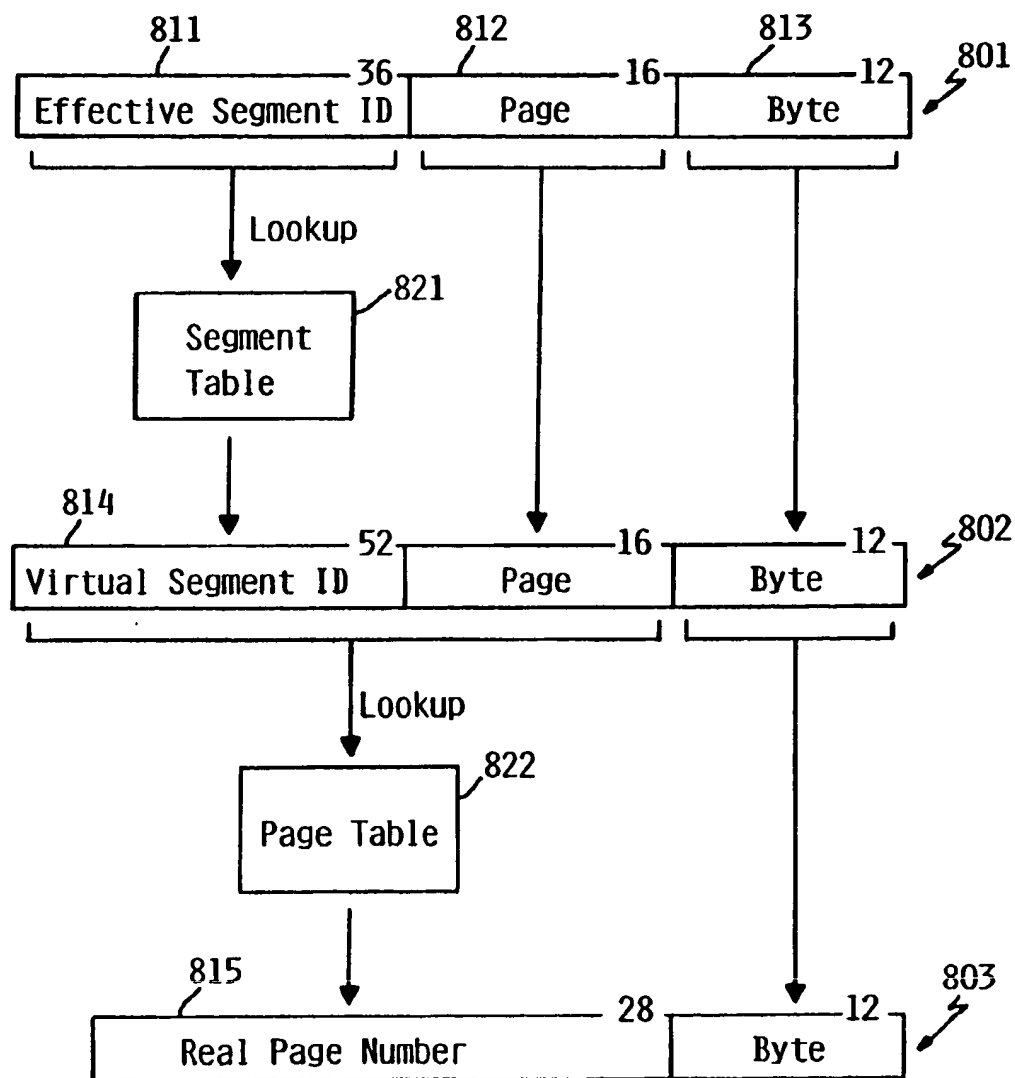 811 812 813
36 16 12 801
Effective Segment ID Page Byte
Lookup
821
Segment
Table
814
52 16 12 802
Virtual Segment ID Page Byte
Lookup
822
Page Table
815
28 12 803
Real Page Number Byte